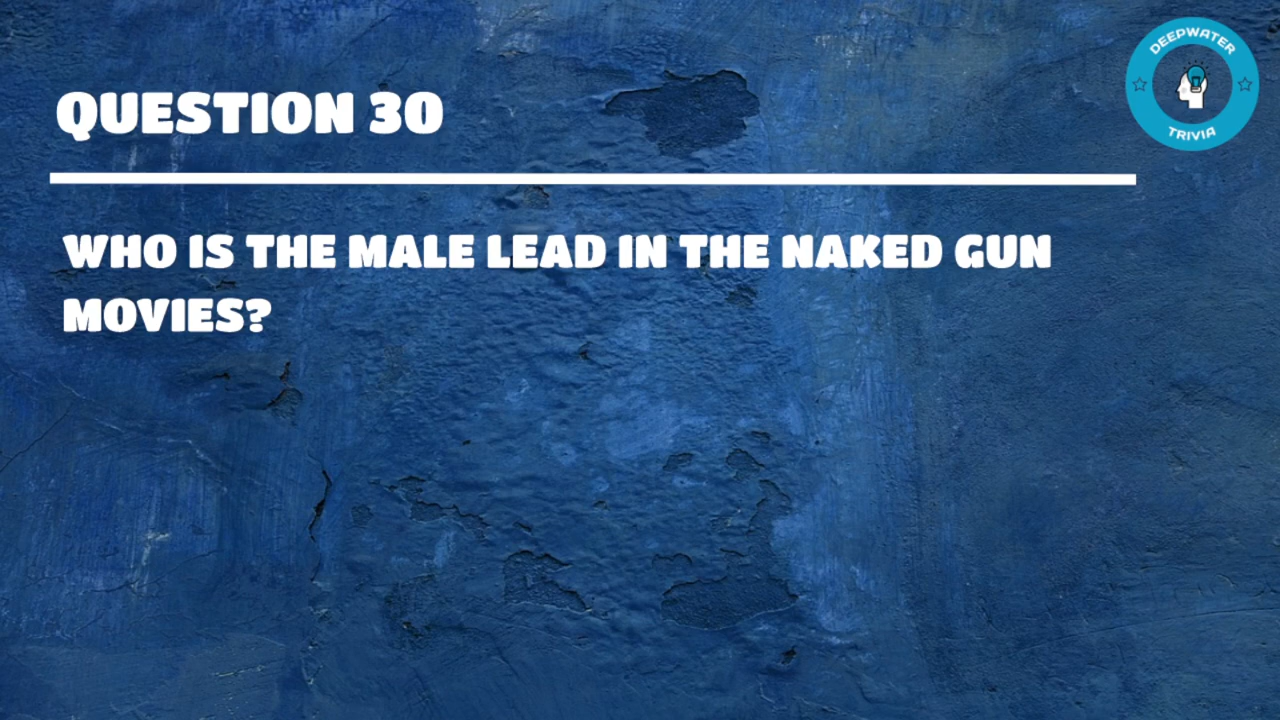 DEEPWATER
TRIVIA
QUESTION 30
WHO IS THE MALE LEAD IN THE NAKED GUN
MOVIES?